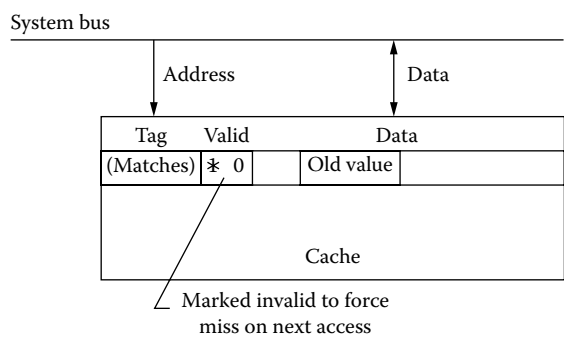 System bus
Address
Data
Tag
Valid
Data
(Matches)
0
Old value
Cache
Marked invalid to force
miss on next access